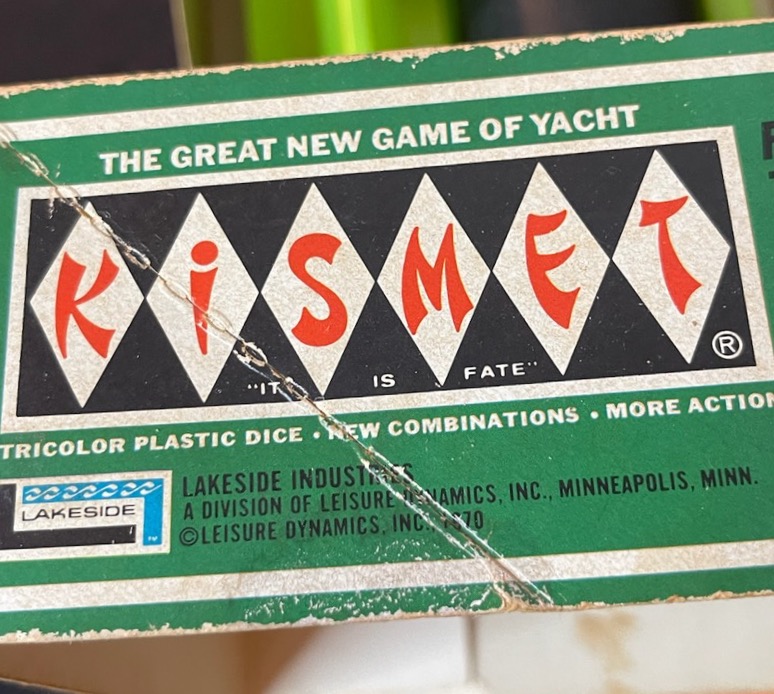 THE GREAT NEW GAME OF YACHT
KiSMET
®
"IT IS FATE"
TRICOLOR PLASTIC DICE • NEW COMBINATIONS • MORE ACTION
LAKESIDE
TM
LAKESIDE INDUSTRIES
A DIVISION OF LEISURE DYNAMICS, INC., MINNEAPOLIS, MINN.
©LEISURE DYNAMICS, INC. 1970